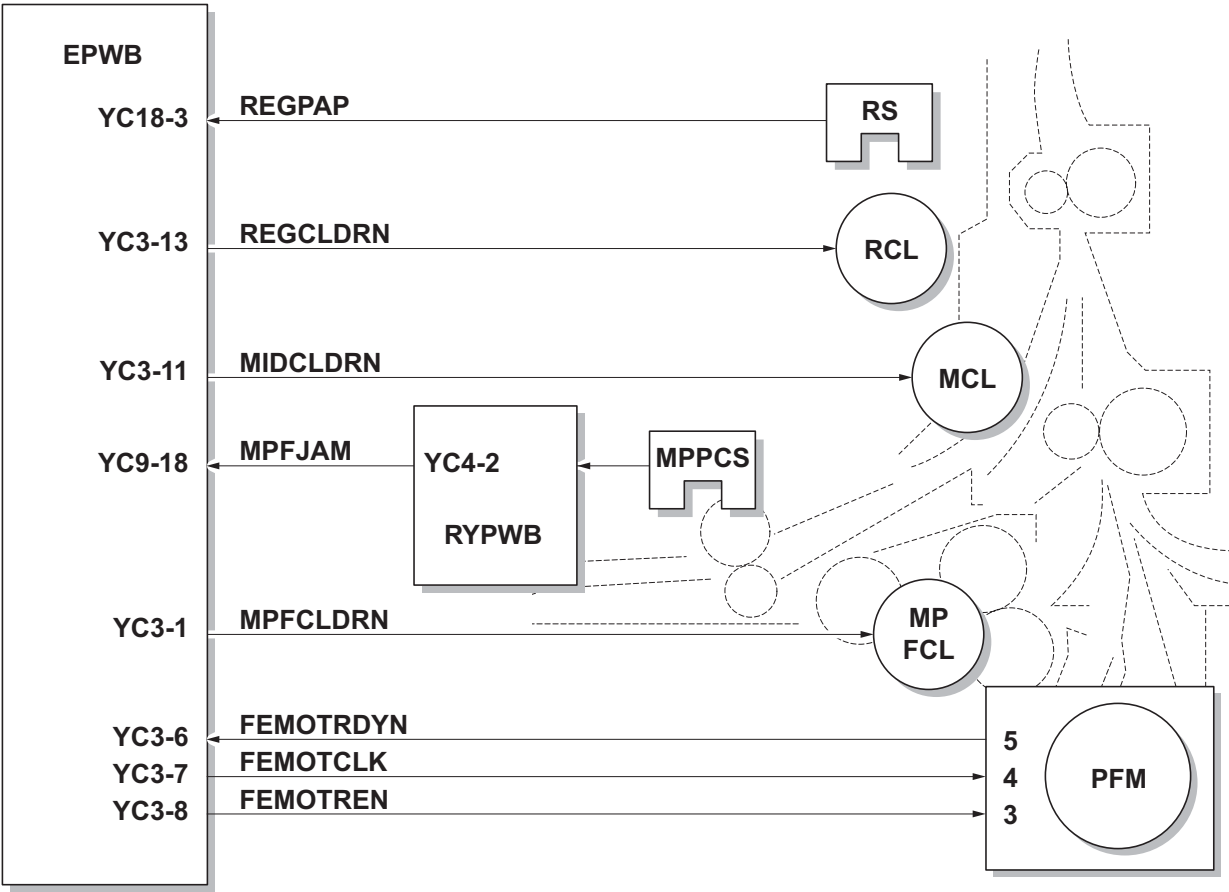 EPWB
YC18-3 REGPAP RS
YC3-13 REGCLDRN RCL
YC3-11 MIDCLDRN MCL
YC9-18 MPFJAM YC4-2 MPPCS
RYPWB
YC3-1 MPFCLDRN MP
FCL
YC3-6 FEMOTRDYN 5
YC3-7 FEMOTCLK 4 PFM
YC3-8 FEMOTREN 3